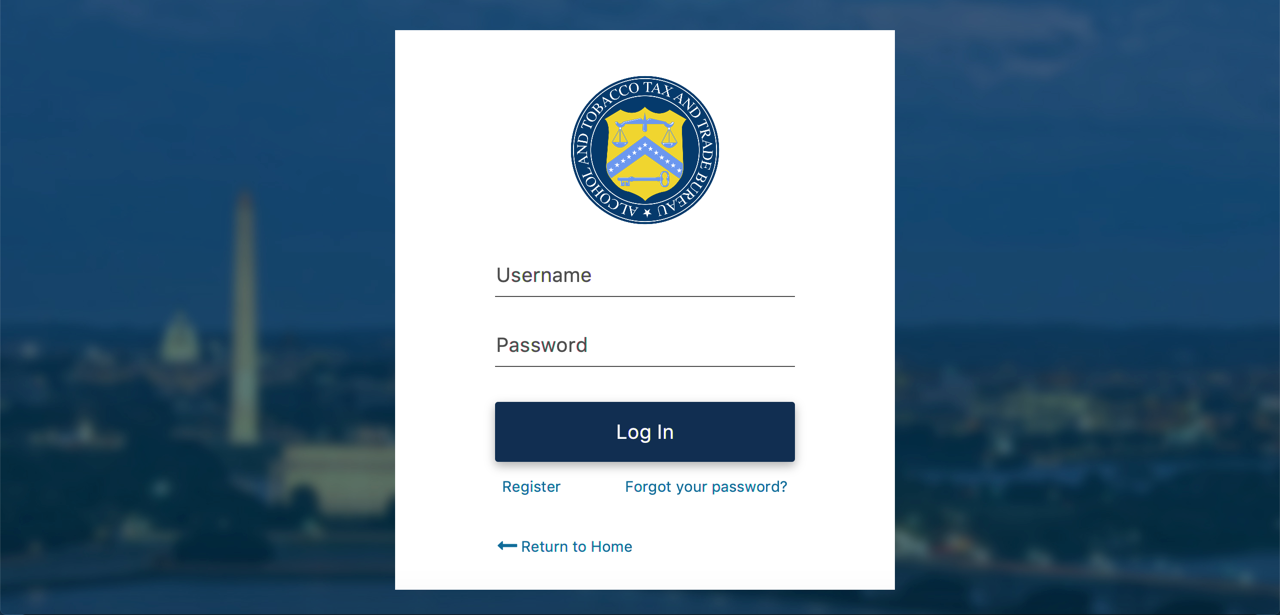 ALCOHOL AND TOBACCO TAX AND TRADE BUREAU
Username
Password
Log In
Register
Forgot your password?
Return to Home